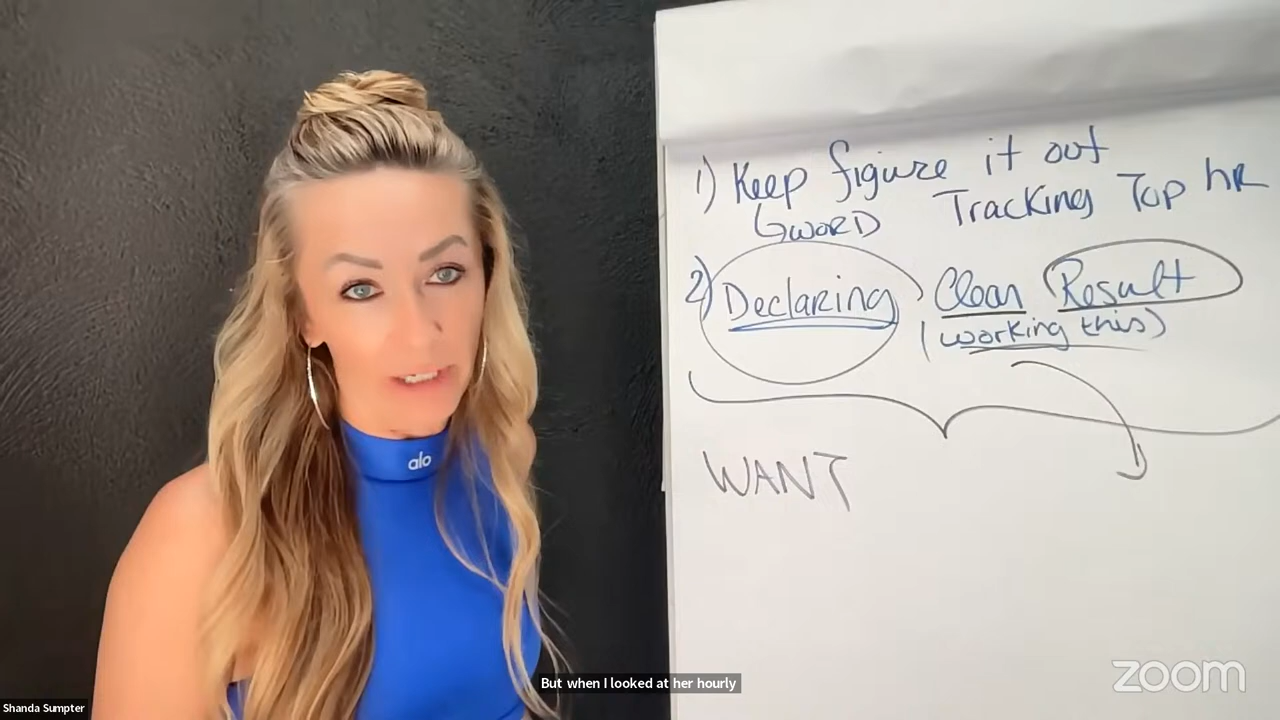 1) Keep figure it out
↳ WORD Tracking Top hR
2) Declaring Clear Result
(working this)
WANT
alo
But when I looked at her hourly
Shanda Sumpter
zoom